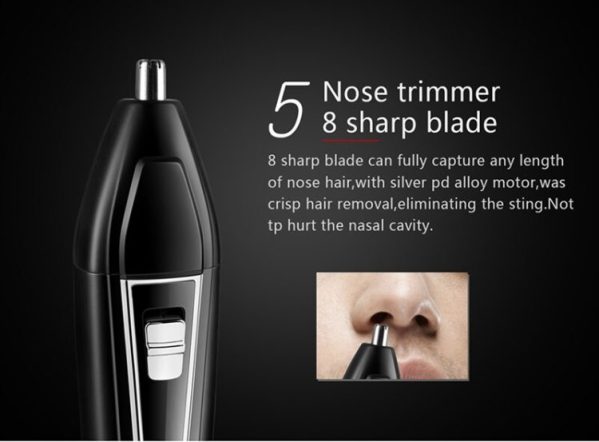 5
Nose trimmer
8 sharp blade
8 sharp blade can fully capture any length
of nose hair,with silver pd alloy motor,was
crisp hair removal,eliminating the sting.Not
tp hurt the nasal cavity.